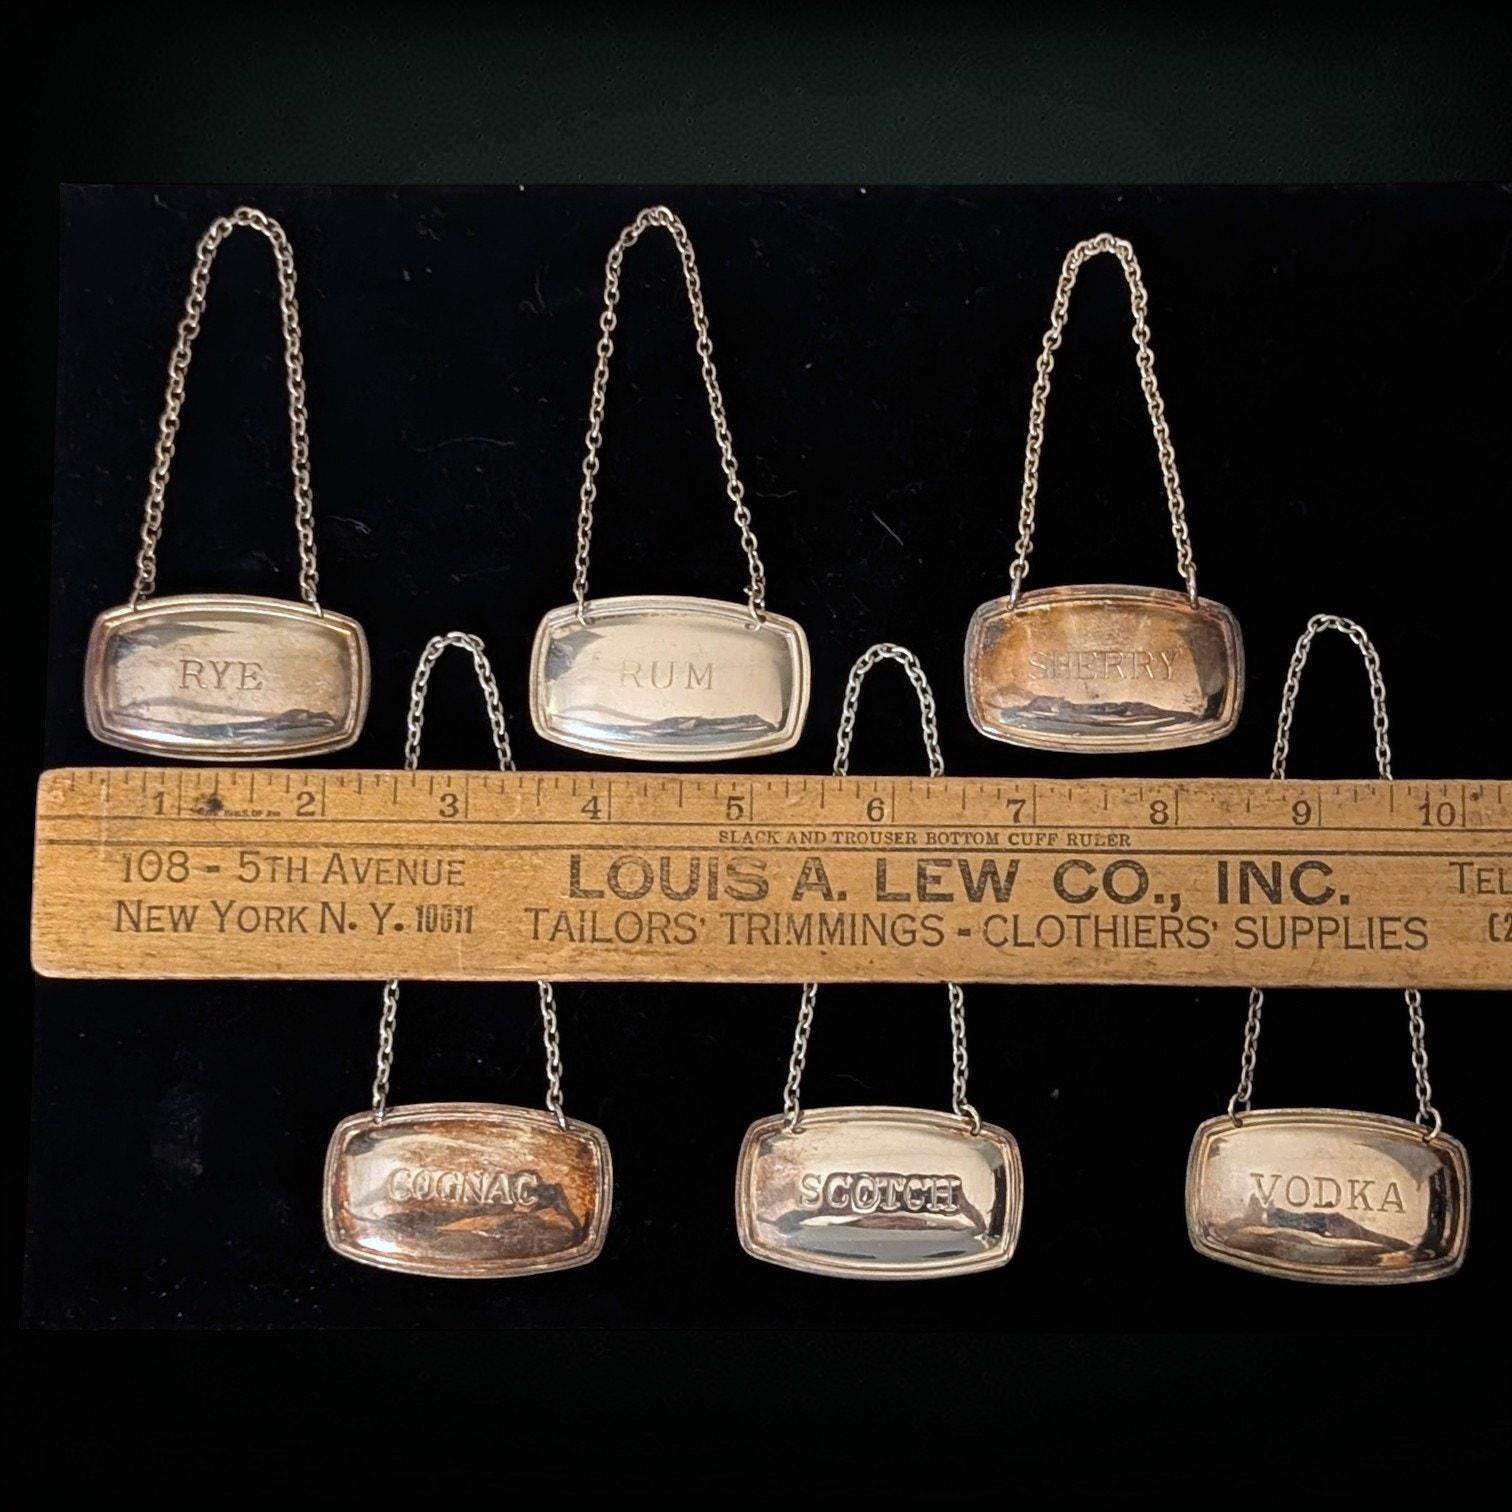 RYE
RUM
SHERRY
1 2 3 4 5 6 7 8 9 10
SLACK AND TROUSER BOTTOM CUFF RULER
108 - 5TH AVENUE
NEW YORK N. Y. 10011
LOUIS A. LEW CO., INC.
TAILORS' TRIMMINGS - CLOTHIERS' SUPPLIES
TEL
COGNAC
SCOTCH
VODKA